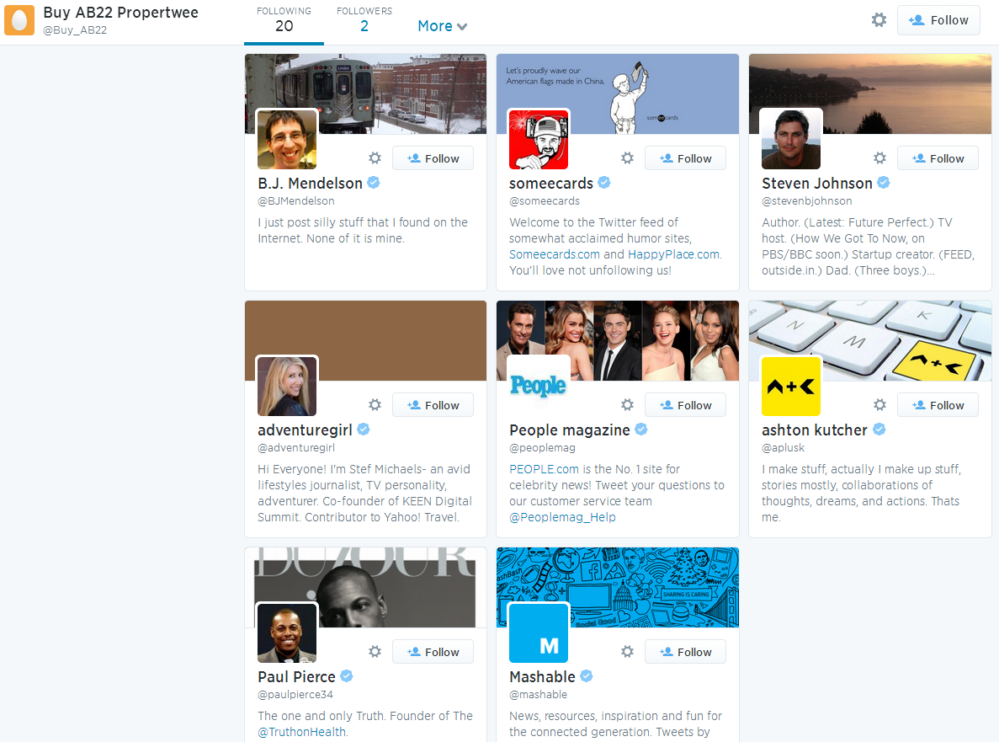 Buy AB22 Propertwee
@Buy_AB22
FOLLOWING
20
FOLLOWERS
2
More
Follow
Let's proudly wave our
American flags made in China.
someecards
Follow
B.J. Mendelson
@BJMendelson
I just post silly stuff that I found on the
Internet. None of it is mine.
Follow
someecards
@someecards
Welcome to the Twitter feed of
somewhat acclaimed humor sites,
Someecards.com and HappyPlace.com.
You'll love not unfollowing us!
Follow
Steven Johnson
@stevenbjohnson
Author. (Latest: Future Perfect.) TV
host. (How We Got To Now, on
PBS/BBC soon.) Startup creator. (FEED,
outside.in.) Dad. (Three boys.)...
Follow
adventuregirl
@adventuregirl
Hi Everyone! I'm Stef Michaels- an avid
lifestyles journalist, TV personality,
adventurer. Co-founder of KEEN Digital
Summit. Contributor to Yahoo! Travel.
People
Follow
People magazine
@peoplemag
PEOPLE.com is the No. 1 site for
celebrity news! Tweet your questions to
our customer service team
@Peoplemag_Help
N
M
J
K
A+K
A+K
Follow
ashton kutcher
@aplusk
I make stuff, actually I make up stuff,
stories mostly, collaborations of
thoughts, dreams, and actions. Thats
me.
DUJOUR
Follow
Paul Pierce
@paulpierce34
The one and only Truth. Founder of The
@TruthonHealth.
SHARING IS CARING
Social Good
M
Follow
Mashable
@mashable
News, resources, inspiration and fun for
the connected generation. Tweets by